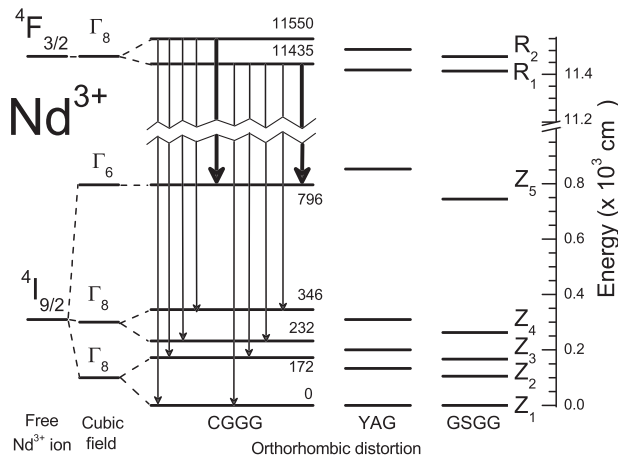 ⁴F₃/₂
Γ₈
11550
11435
R₂
R₁
11.4
11.2
Nd³⁺
Γ₆
796
Z₅
0.8
0.6
Energy (x 10³ cm⁻)
⁴I₉/₂
Γ₈
346
Z₄
0.4
232
Z₃
0.2
Γ₈
172
Z₂
0
Z₁
0.0
Free
Nd³⁺ ion
Cubic
field
CGGG
YAG
GSGG
Orthorhombic distortion